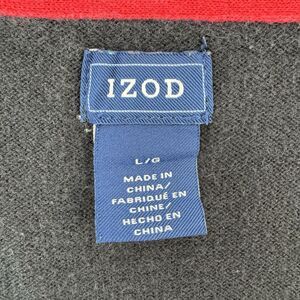 IZOD
L/G
MADE IN
CHINA/
FABRIQUÉ EN
CHINE/
HECHO EN
CHINA